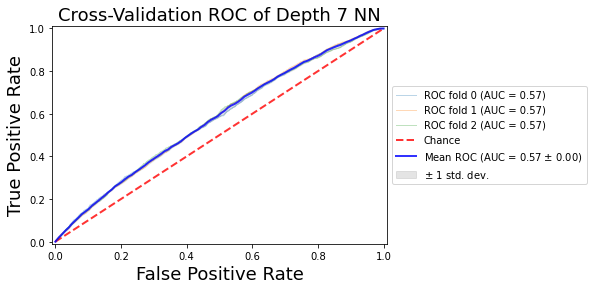 Cross-Validation ROC of Depth 7 NN
True Positive Rate
1.0
0.8
0.6
0.4
0.2
0.0
0.0 0.2 0.4 0.6 0.8 1.0
False Positive Rate
ROC fold 0 (AUC = 0.57)
ROC fold 1 (AUC = 0.57)
ROC fold 2 (AUC = 0.57)
Chance
Mean ROC (AUC = 0.57 ± 0.00)
± 1 std. dev.